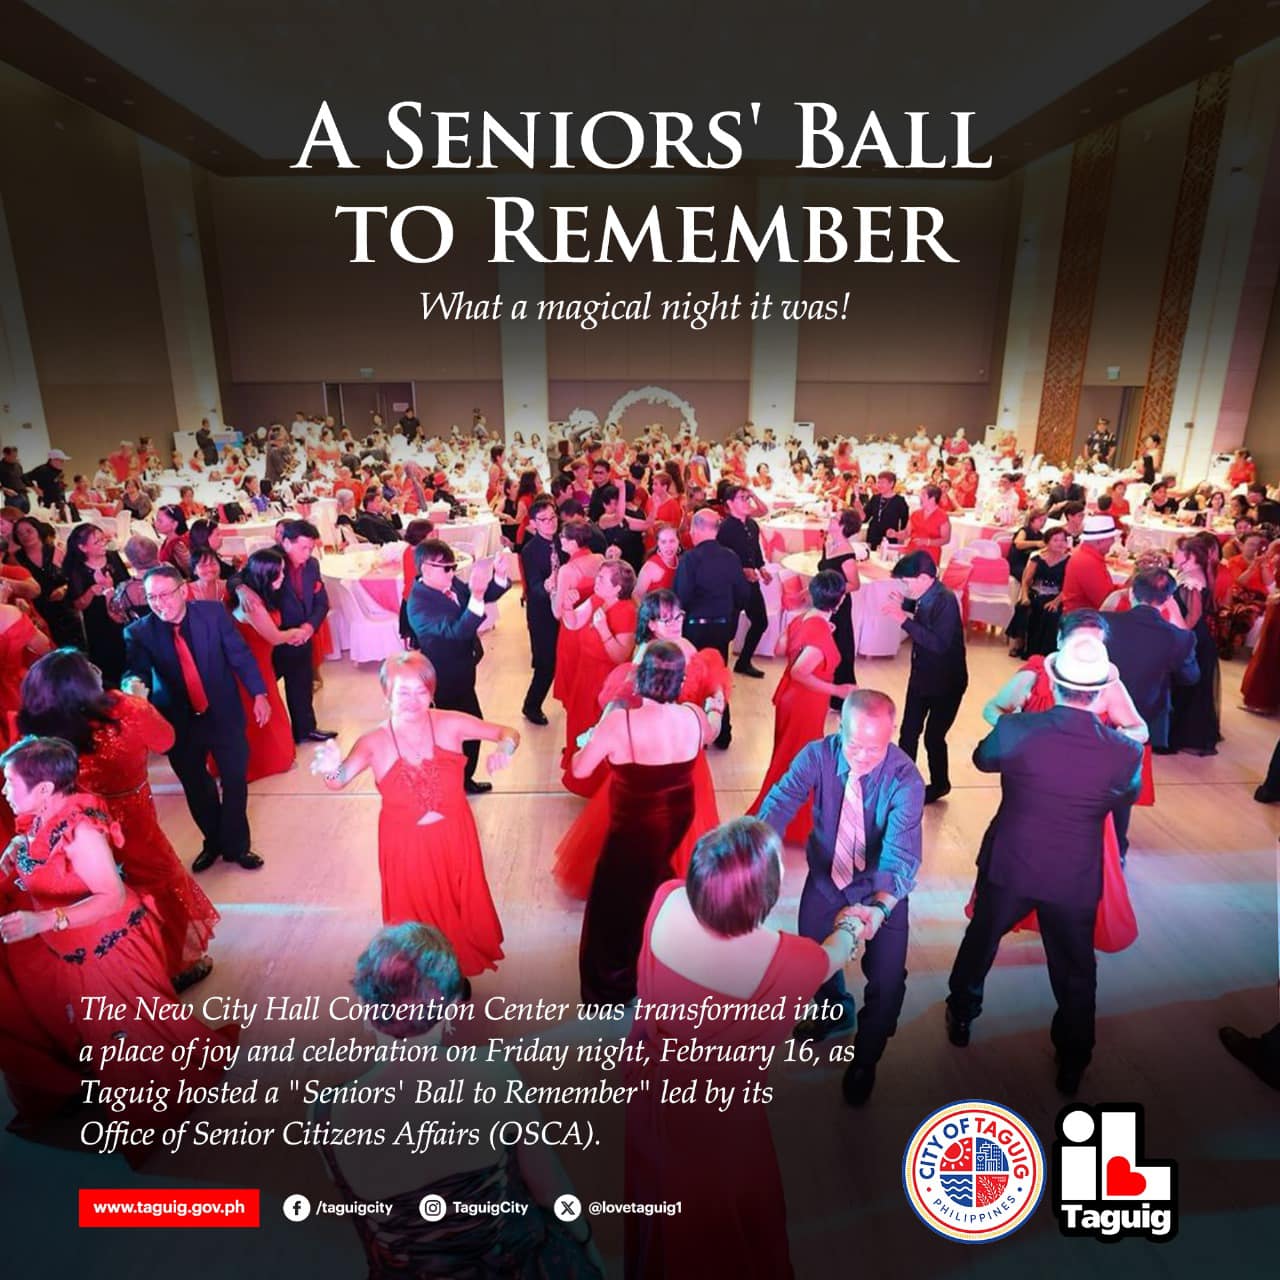 A SENIORS' BALL
TO REMEMBER
What a magical night it was!
The New City Hall Convention Center was transformed into
a place of joy and celebration on Friday night, February 16, as
Taguig hosted a "Seniors' Ball to Remember" led by its
Office of Senior Citizens Affairs (OSCA).
www.taguig.gov.ph
/taguigcity
TaguigCity
@lovetaguig1
CITY OF TAGUIG
PHILIPPINES
iL
Taguig